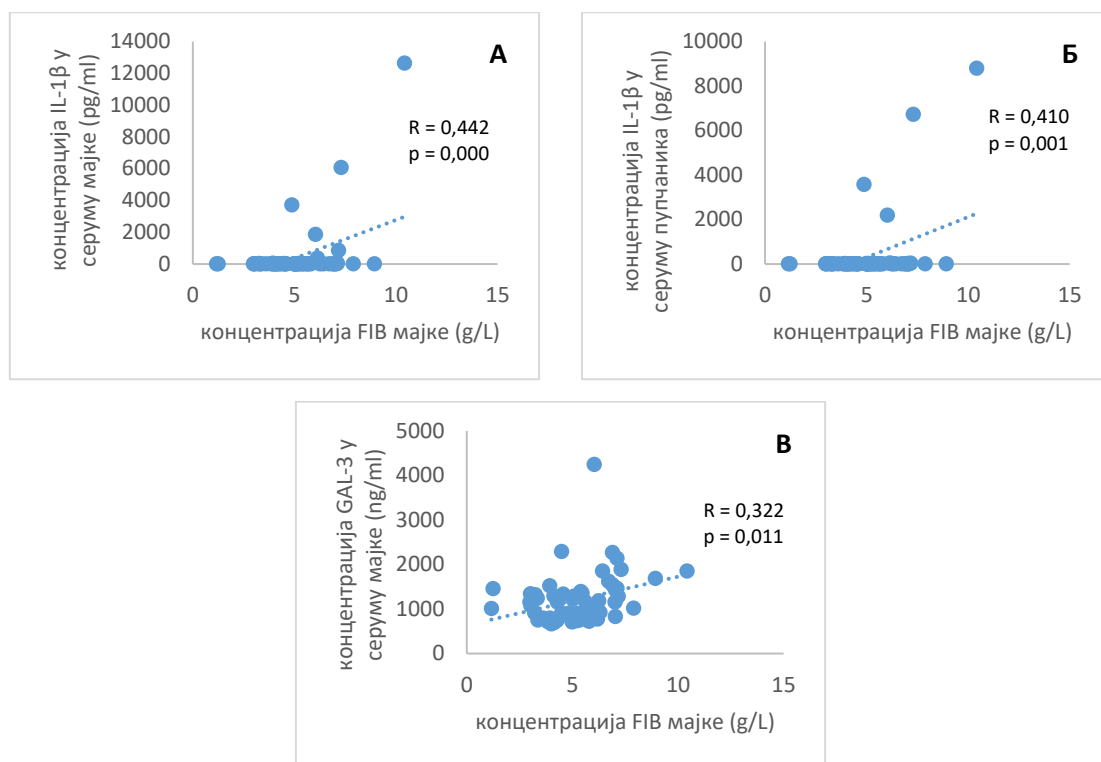 А
концентрација IL-1β у
серуму мајке (pg/ml)
14000
12000
10000
8000
6000
4000
2000
0
R = 0,442
p = 0,000
0 5 10 15
концентрација FIB мајке (g/L)
Б
концентрација IL-1β у
серуму пупчаника (pg/ml)
10000
8000
6000
4000
2000
0
R = 0,410
p = 0,001
0 5 10 15
концентрација FIB мајке (g/L)
В
концентрација GAL-3 у
серуму мајке (ng/ml)
5000
4000
3000
2000
1000
0
R = 0,322
p = 0,011
0 5 10 15
концентрација FIB мајке (g/L)